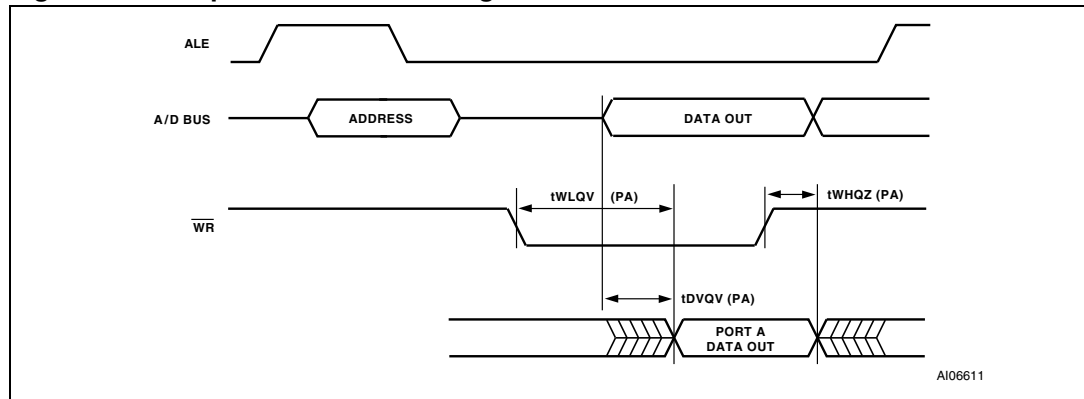 ALE
A/D BUS
ADDRESS
DATA OUT
tWLQV (PA)
tWHQZ (PA)
WR
tDVQV (PA)
PORT A
DATA OUT
AI06611